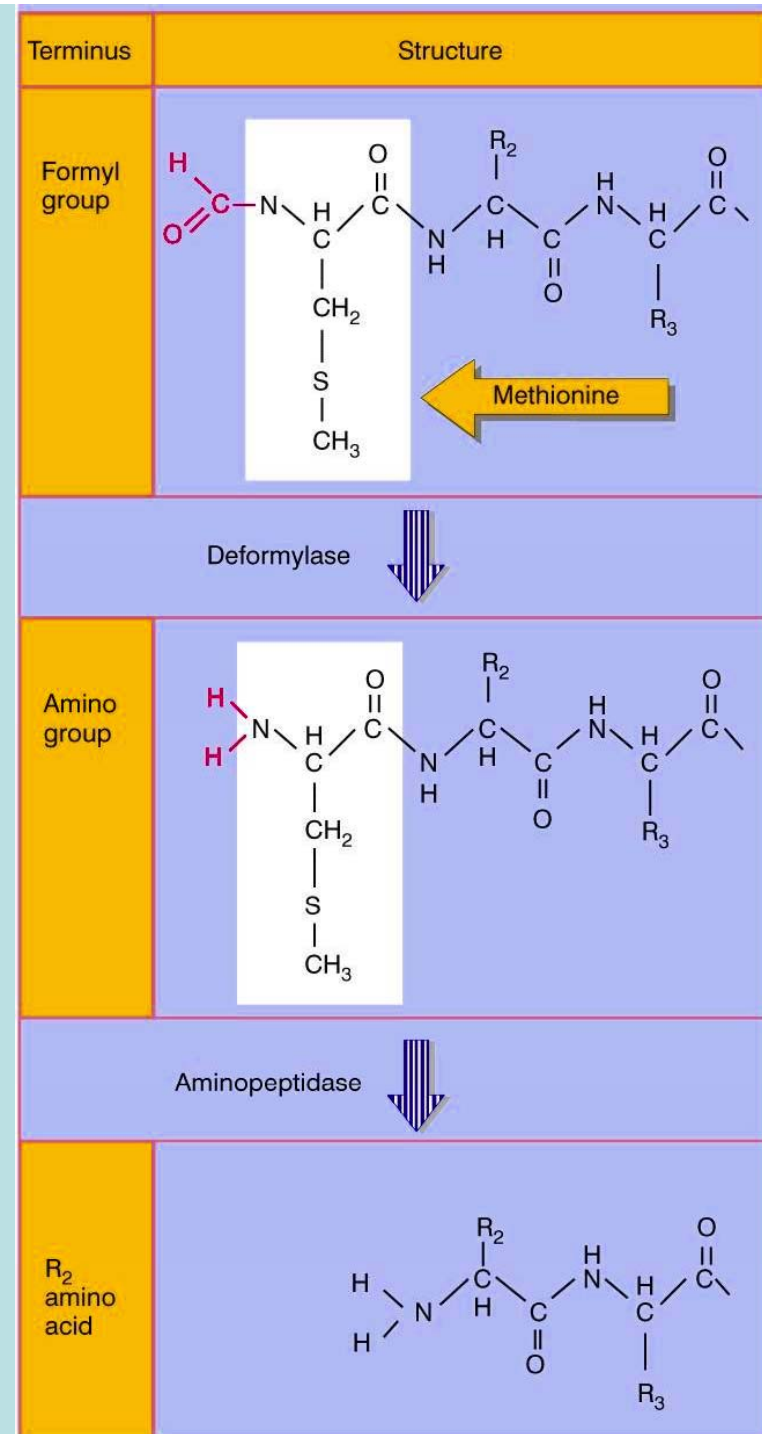 Terminus Structure
Formyl
group
H
C
O
N
H
C
O
C
CH₂
S
CH₃
N
H
R₂
C
H
C
O
H
N
H
C
R₃
O
C
Methionine
Deformylase
Amino
group
H
H
N
H
C
O
C
CH₂
S
CH₃
N
H
R₂
C
H
C
O
H
N
H
C
R₃
O
C
Aminopeptidase
R₂
amino
acid
H
H
N
R₂
C
H
C
O
H
N
H
C
R₃
O
C